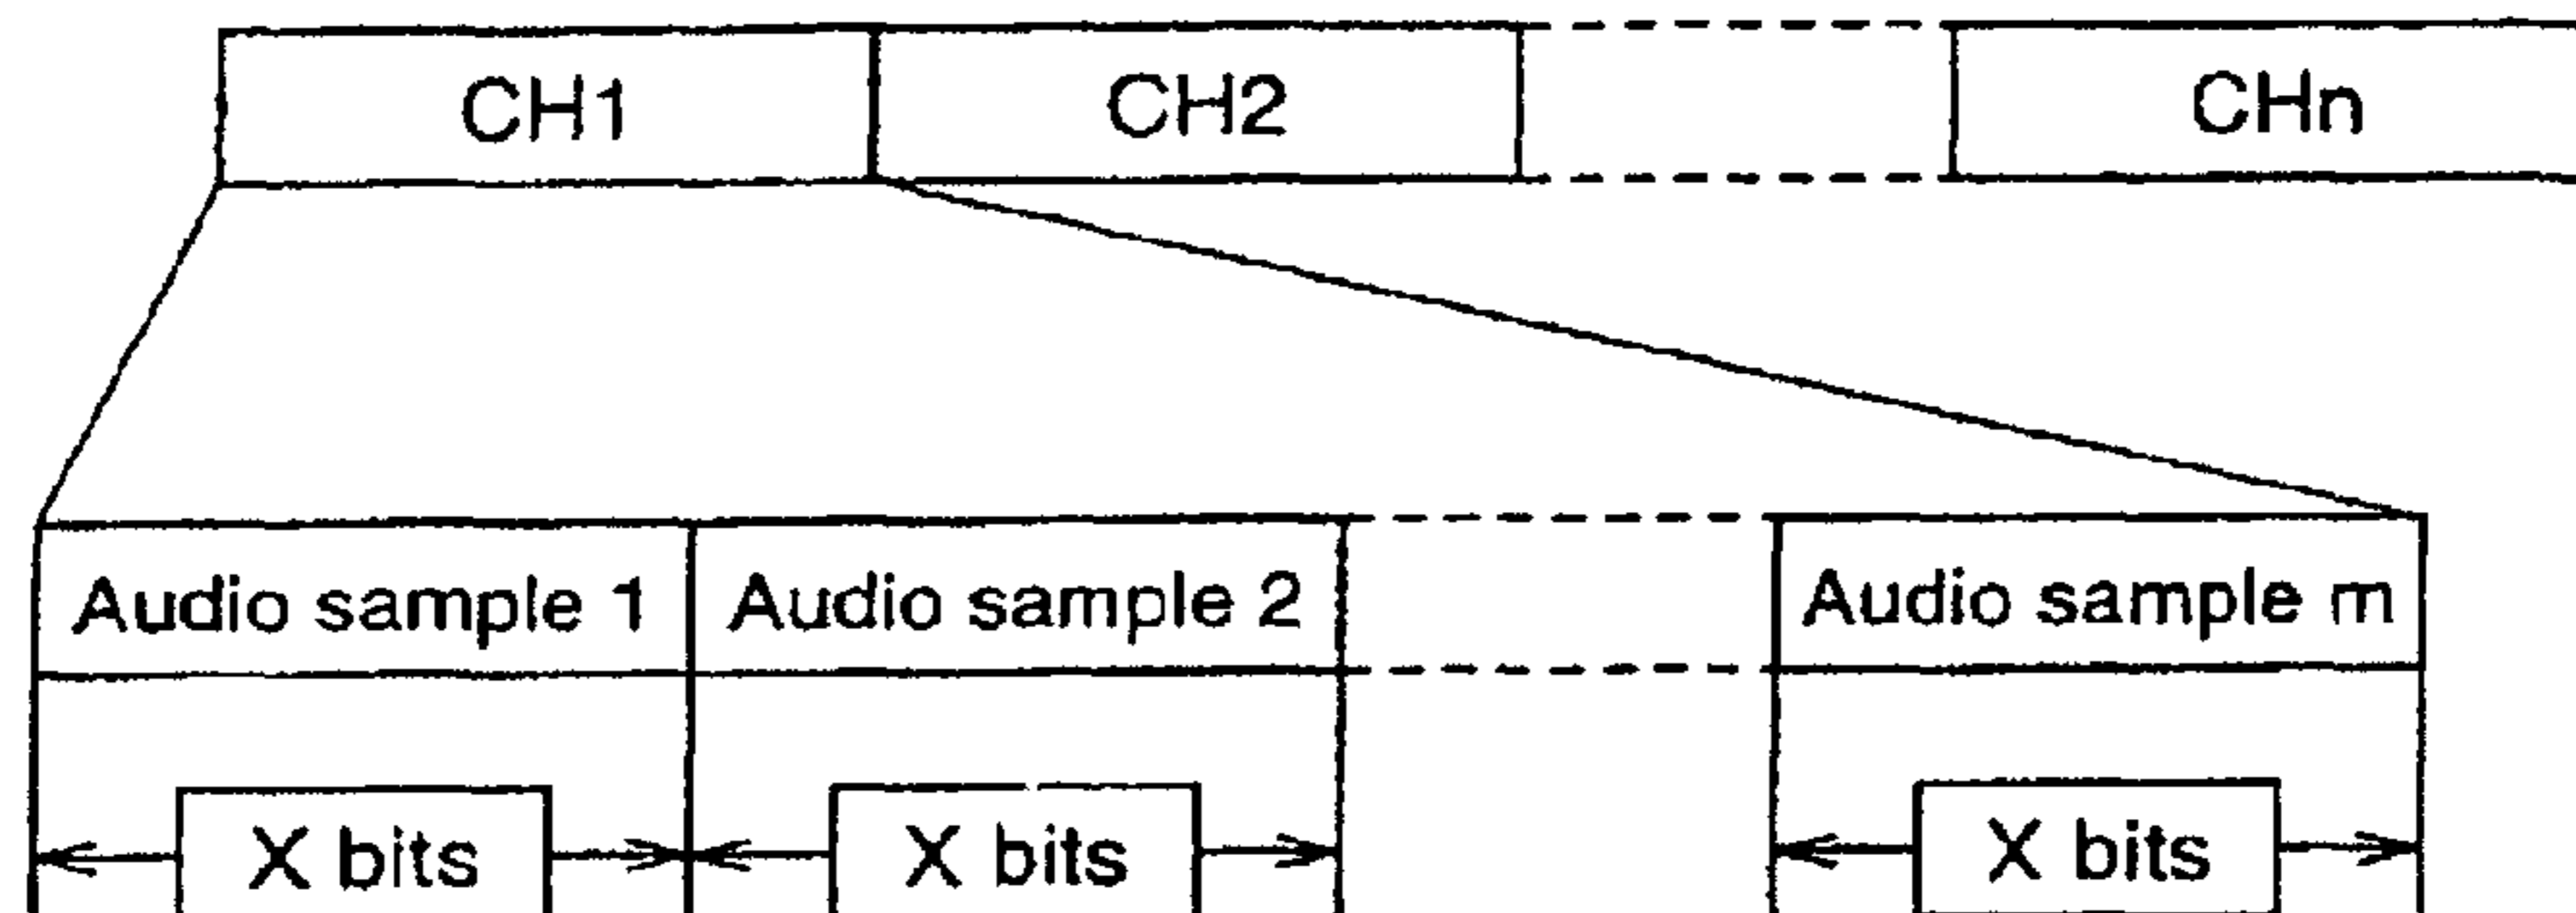 CH1 CH2 CHn
Audio sample 1 Audio sample 2 Audio sample m
X bits X bits X bits